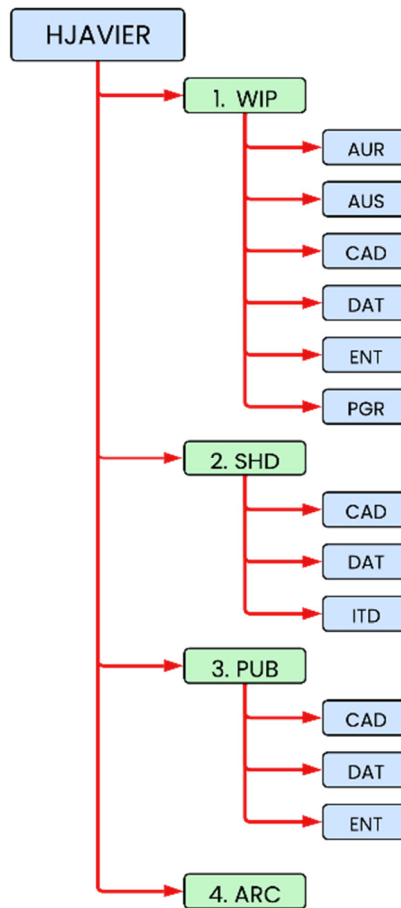 HJAVIER
1. WIP
AUR
AUS
CAD
DAT
ENT
PGR
2. SHD
CAD
DAT
ITD
3. PUB
CAD
DAT
ENT
4. ARC